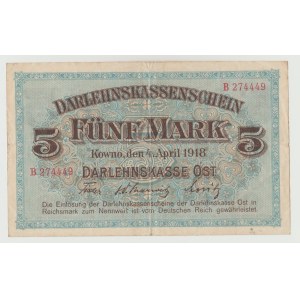 DARLEHNSKASSENSCHEIN
B 274449
5 FÜNF MARK 5
Kowno, den 4. April 1918
B 274449 DARLEHNSKASSE OST
Die Einlösung der Darlehnskassenscheine der Darlehnskasse Ost in
Reichsmark zum Nennwert ist vom Deutschen Reich gewährleistet.